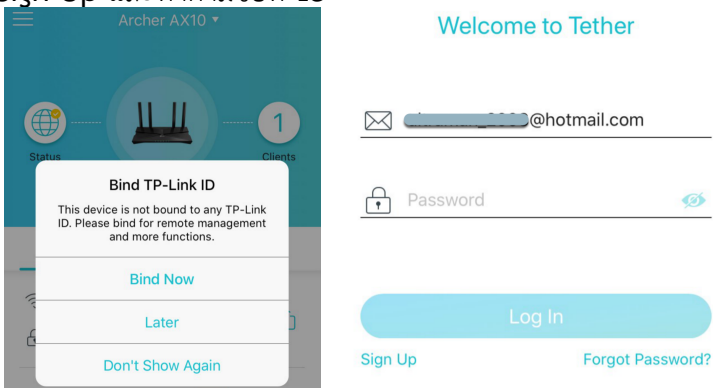 Archer AX10 ▾
1
Status
Clients
Bind TP-Link ID
This device is not bound to any TP-Link
ID. Please bind for remote management
and more functions.
Bind Now
Later
Don't Show Again
Welcome to Tether
@hotmail.com
Password
Log In
Sign Up
Forgot Password?